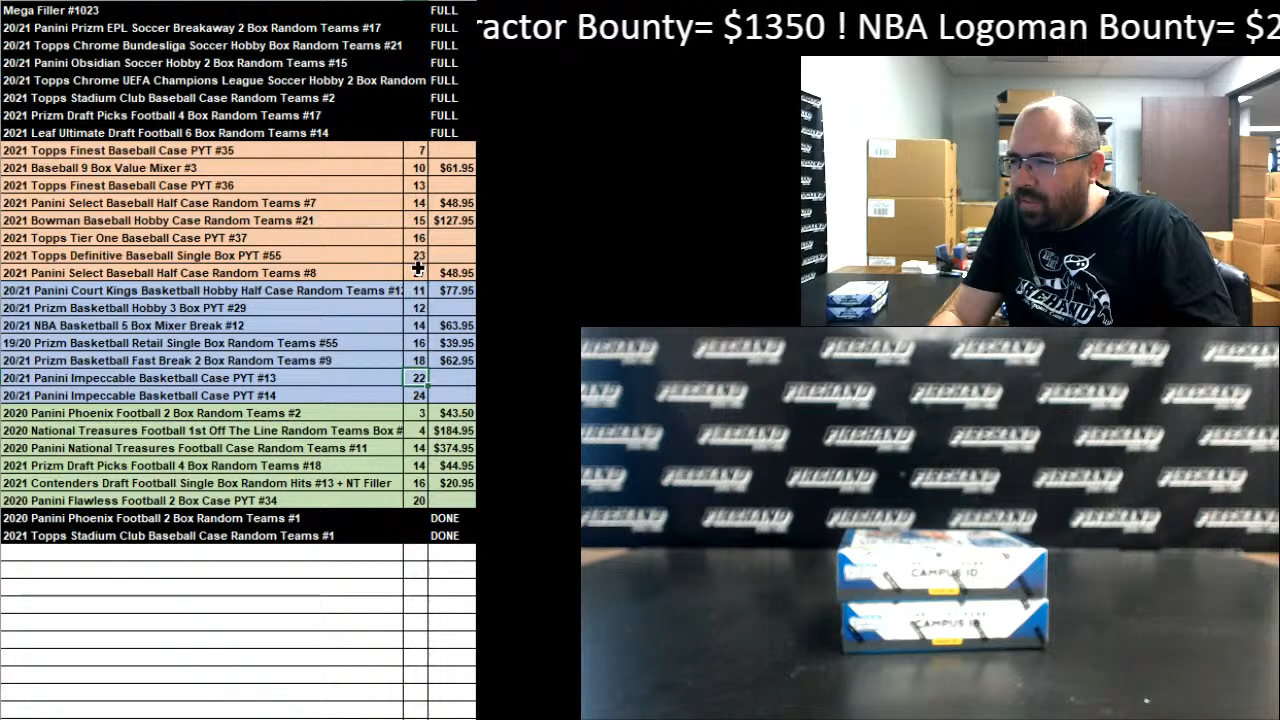 Mega Filler #1023 FULL
20/21 Panini Prizm EPL Soccer Breakaway 2 Box Random Teams #17 FULL
20/21 Topps Chrome Bundesliga Soccer Hobby Box Random Teams #21 FULL
20/21 Panini Obsidian Soccer Hobby 2 Box Random Teams #15 FULL
20/21 Topps Chrome UEFA Champions League Soccer Hobby 2 Box Random FULL
2021 Topps Stadium Club Baseball Case Random Teams #2 FULL
2021 Prizm Draft Picks Football 4 Box Random Teams #17 FULL
2021 Leaf Ultimate Draft Football 6 Box Random Teams #14 FULL
2021 Topps Finest Baseball Case PYT #35 7
2021 Baseball 9 Box Value Mixer #3 10 $61.95
2021 Topps Finest Baseball Case PYT #36 13
2021 Panini Select Baseball Half Case Random Teams #7 14 $48.95
2021 Bowman Baseball Hobby Case Random Teams #21 15 $127.95
2021 Topps Tier One Baseball Case PYT #37 16
2021 Topps Definitive Baseball Single Box PYT #55 23
2021 Panini Select Baseball Half Case Random Teams #8 $48.95
20/21 Panini Court Kings Basketball Hobby Half Case Random Teams 11 $77.95
20/21 Prizm Basketball Hobby 3 Box PYT #29 12
20/21 NBA Basketball 5 Box Mixer Break #12 14 $63.95
19/20 Prizm Basketball Retail Single Box Random Teams #55 16 $39.95
20/21 Prizm Basketball Fast Break 2 Box Random Teams #9 18 $62.95
20/21 Panini Impeccable Basketball Case PYT #13 22
20/21 Panini Impeccable Basketball Case PYT #14 24
2020 Panini Phoenix Football 2 Box Random Teams #2 3 $43.50
2020 National Treasures Football 1st Off The Line Random Teams Box # 4 $184.95
2020 Panini National Treasures Football Case Random Teams #11 14 $374.95
2021 Prizm Draft Picks Football 4 Box Random Teams #18 14 $44.95
2021 Contenders Draft Football Single Box Random Hits #13 + NT Filler 16 $20.95
2020 Panini Flawless Football 2 Box Case PYT #34 20
2020 Panini Phoenix Football 2 Box Random Teams #1 DONE
2021 Topps Stadium Club Baseball Case Random Teams #1 DONE
ractor Bounty= $1350 ! NBA Logoman Bounty= $2
FIREHAND
CAMPUS ID
CAMPUS ID